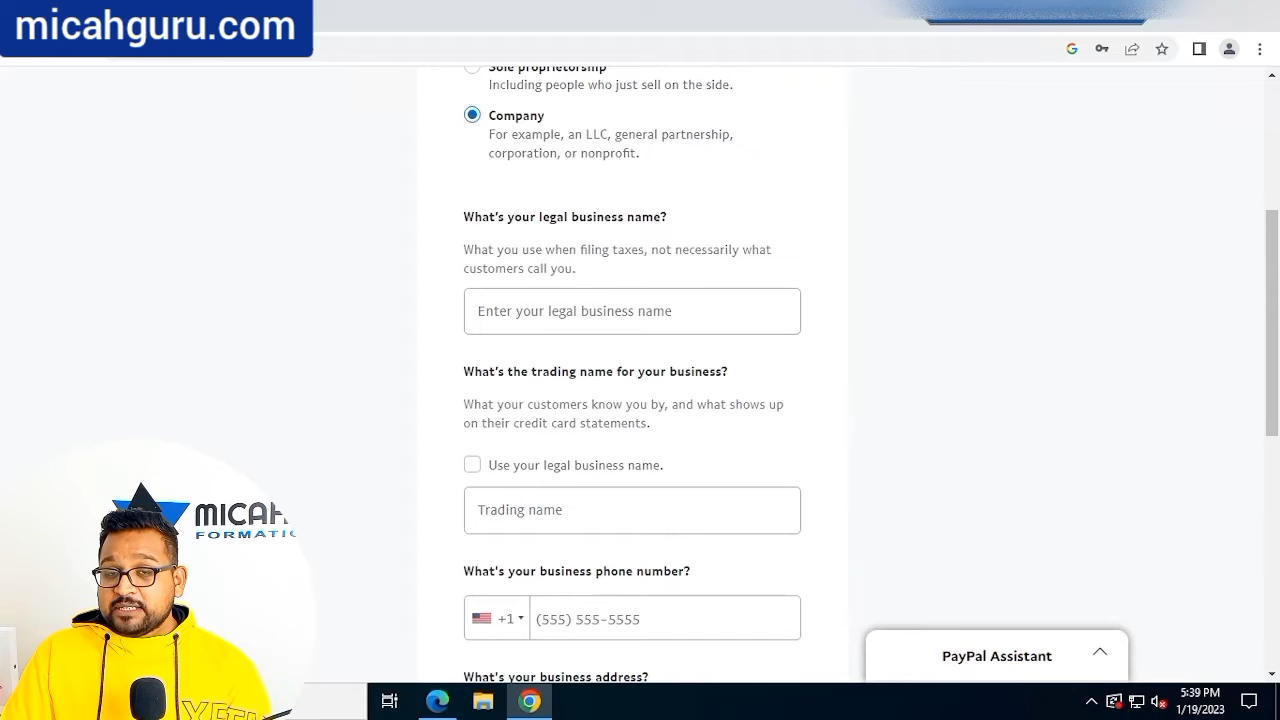 micahguru.com
Sole proprietorship
Including people who just sell on the side.
Company
For example, an LLC, general partnership,
corporation, or nonprofit.
What's your legal business name?
What you use when filing taxes, not necessarily what
customers call you.
Enter your legal business name
What's the trading name for your business?
What your customers know you by, and what shows up
on their credit card statements.
Use your legal business name.
Trading name
What's your business phone number?
+1 (555) 555-5555
What's your business address?
PayPal Assistant
MICAH
FORMATIO
5:39 PM
1/19/2023